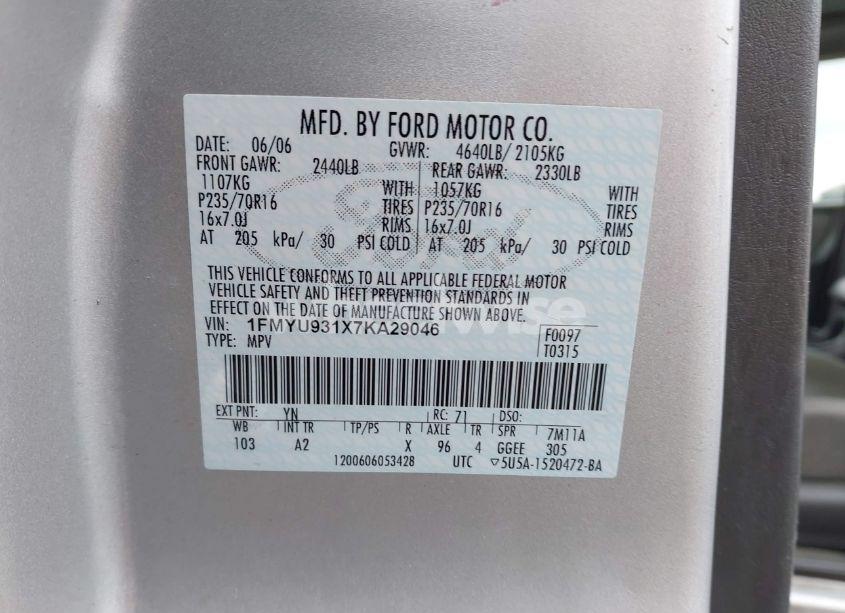 MFD. BY FORD MOTOR CO.
DATE: 06/06 GVWR: 4640LB/ 2105KG
FRONT GAWR: 2440LB REAR GAWR: 2330LB
1107KG WITH 1057KG WITH
P235/70R16 TIRES P235/70R16 TIRES
16x7.0J RIMS 16x7.0J RIMS
AT 205 kPa/ 30 PSI COLD AT 205 kPa/ 30 PSI COLD
Ford
THIS VEHICLE CONFORMS TO ALL APPLICABLE FEDERAL MOTOR
VEHICLE SAFETY AND THEFT PREVENTION STANDARDS IN
EFFECT ON THE DATE OF MANUFACTURE SHOWN ABOVE.
VIN: 1FMYU931X7KA29046 F0097
TYPE: MPV T0315
EXT PNT: YN RC: 71 DSO:
WB INT TR TP/PS R AXLE TR SPR 7M11A
103 A2 X 96 4 GGEE 305
1200606053428 UTC ▽5U5A-1520472-BA